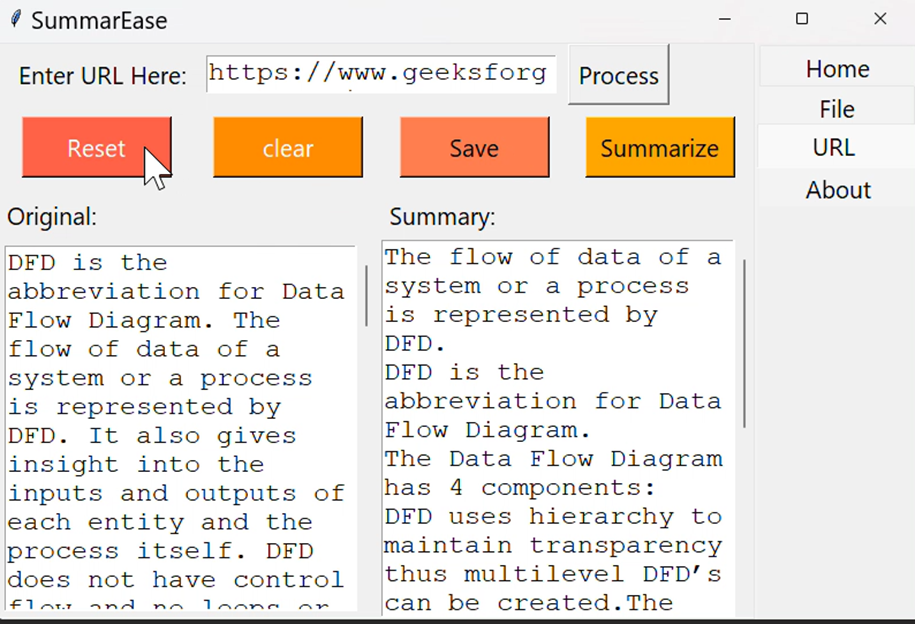 SummarEase
Enter URL Here: https://www.geeksforg Process
Home
File
URL
About
Reset clear Save Summarize
Original:
DFD is the
abbreviation for Data
Flow Diagram. The
flow of data of a
system or a process
is represented by
DFD. It also gives
insight into the
inputs and outputs of
each entity and the
process itself. DFD
does not have control
flow and no loops or
Summary:
The flow of data of a
system or a process
is represented by
DFD.
DFD is the
abbreviation for Data
Flow Diagram.
The Data Flow Diagram
has 4 components:
DFD uses hierarchy to
maintain transparency
thus multilevel DFD’s
can be created.The